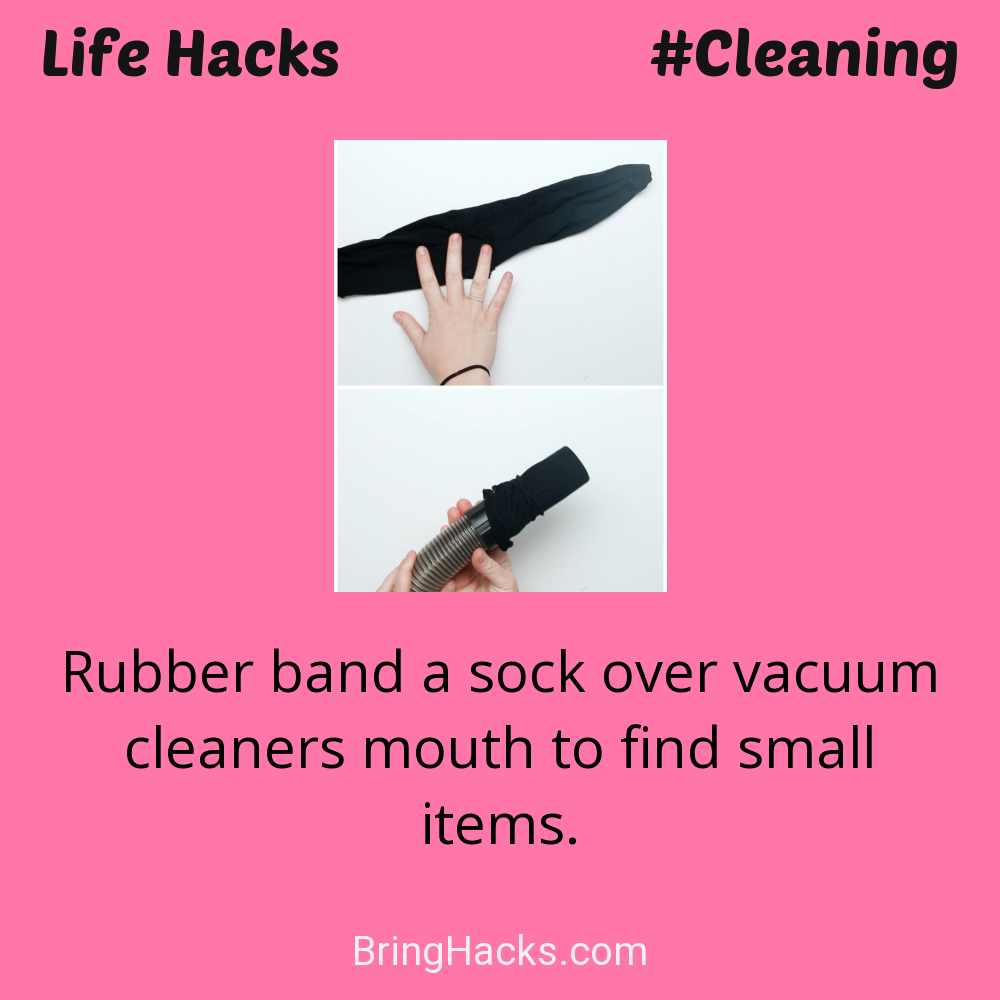 Life Hacks
#Cleaning
Rubber band a sock over vacuum
cleaners mouth to find small
items.
BringHacks.com